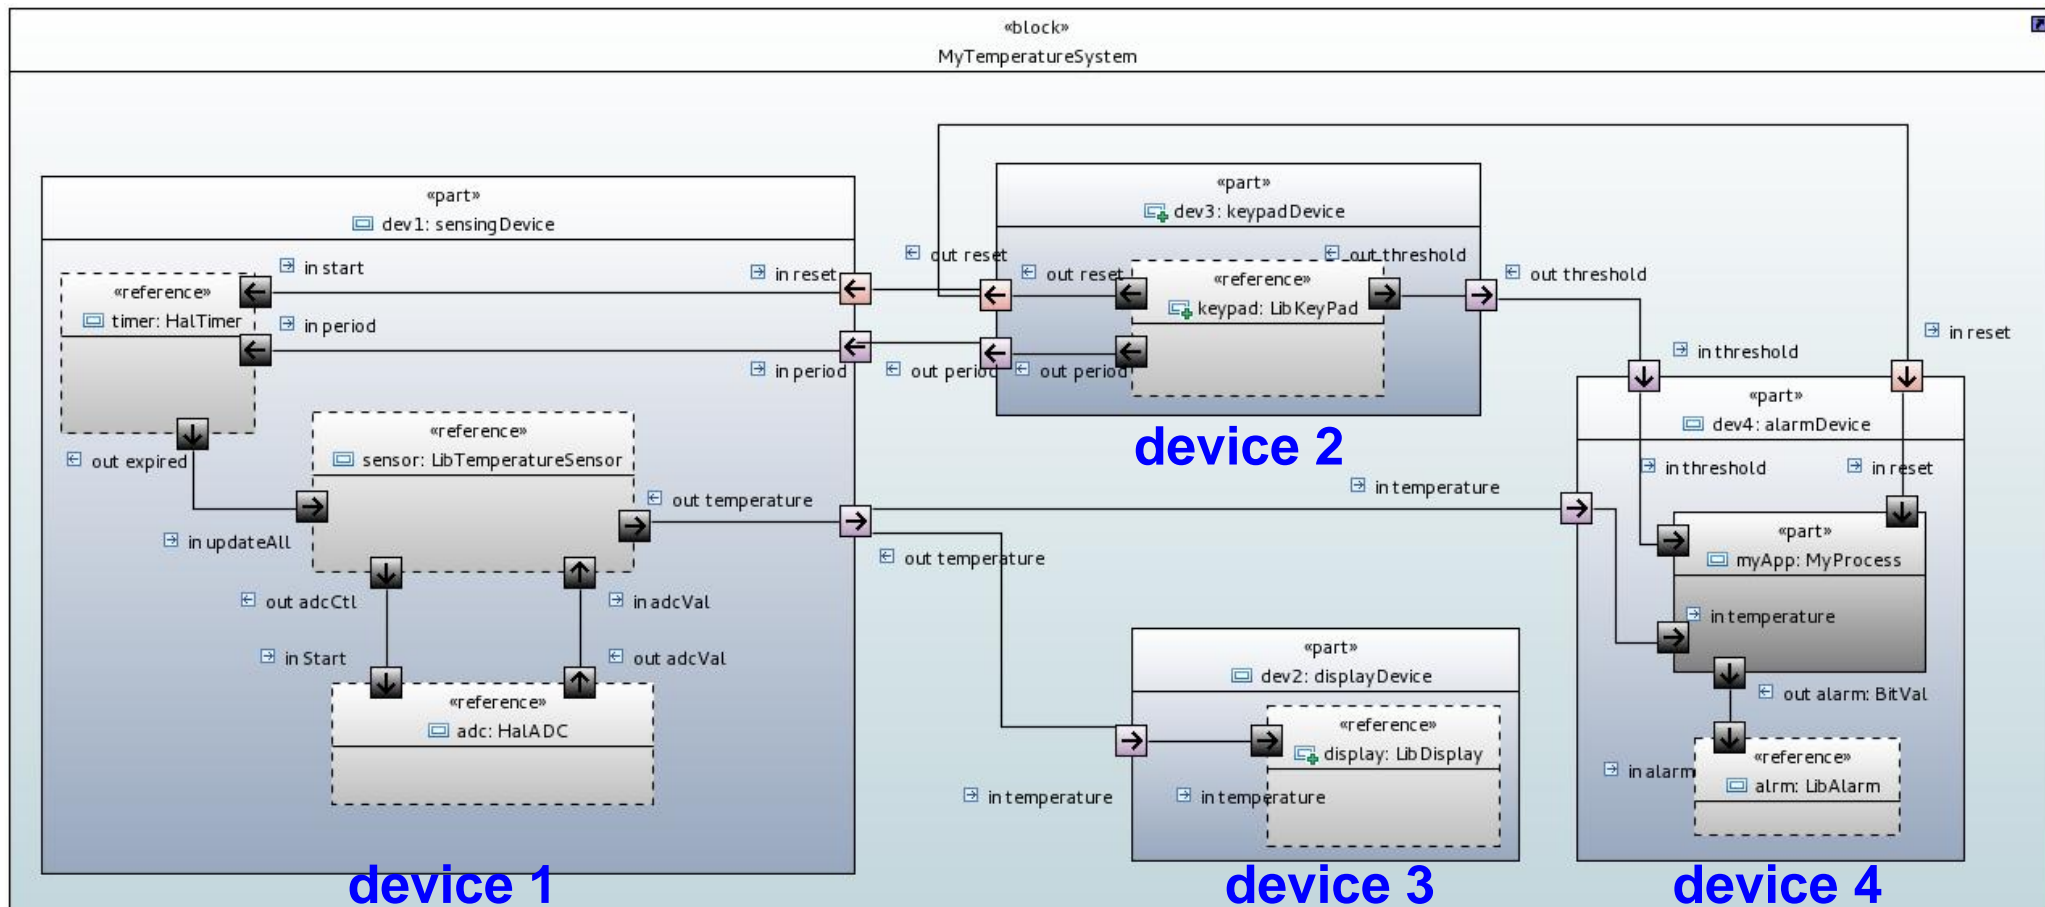 «block»
MyTemperatureSystem
«part»
dev1: sensingDevice
in start
in reset
«reference»
timer: HalTimer
in period
in period
out expired
«reference»
sensor: LibTemperatureSensor
out temperature
in updateAll
out temperature
out adcCtl
in adcVal
in Start
out adcVal
«reference»
adc: HalADC
device 1
«part»
dev3: keypadDevice
out reset
out reset
out threshold
out threshold
«reference»
keypad: LibKeyPad
out period
out period
device 2
«part»
dev2: displayDevice
«reference»
display: LibDisplay
in temperature
in temperature
device 3
in threshold
in reset
«part»
dev4: alarmDevice
in threshold
in reset
in temperature
«part»
myApp: MyProcess
in temperature
out alarm: BitVal
«reference»
in alarm
alrm: LibAlarm
device 4